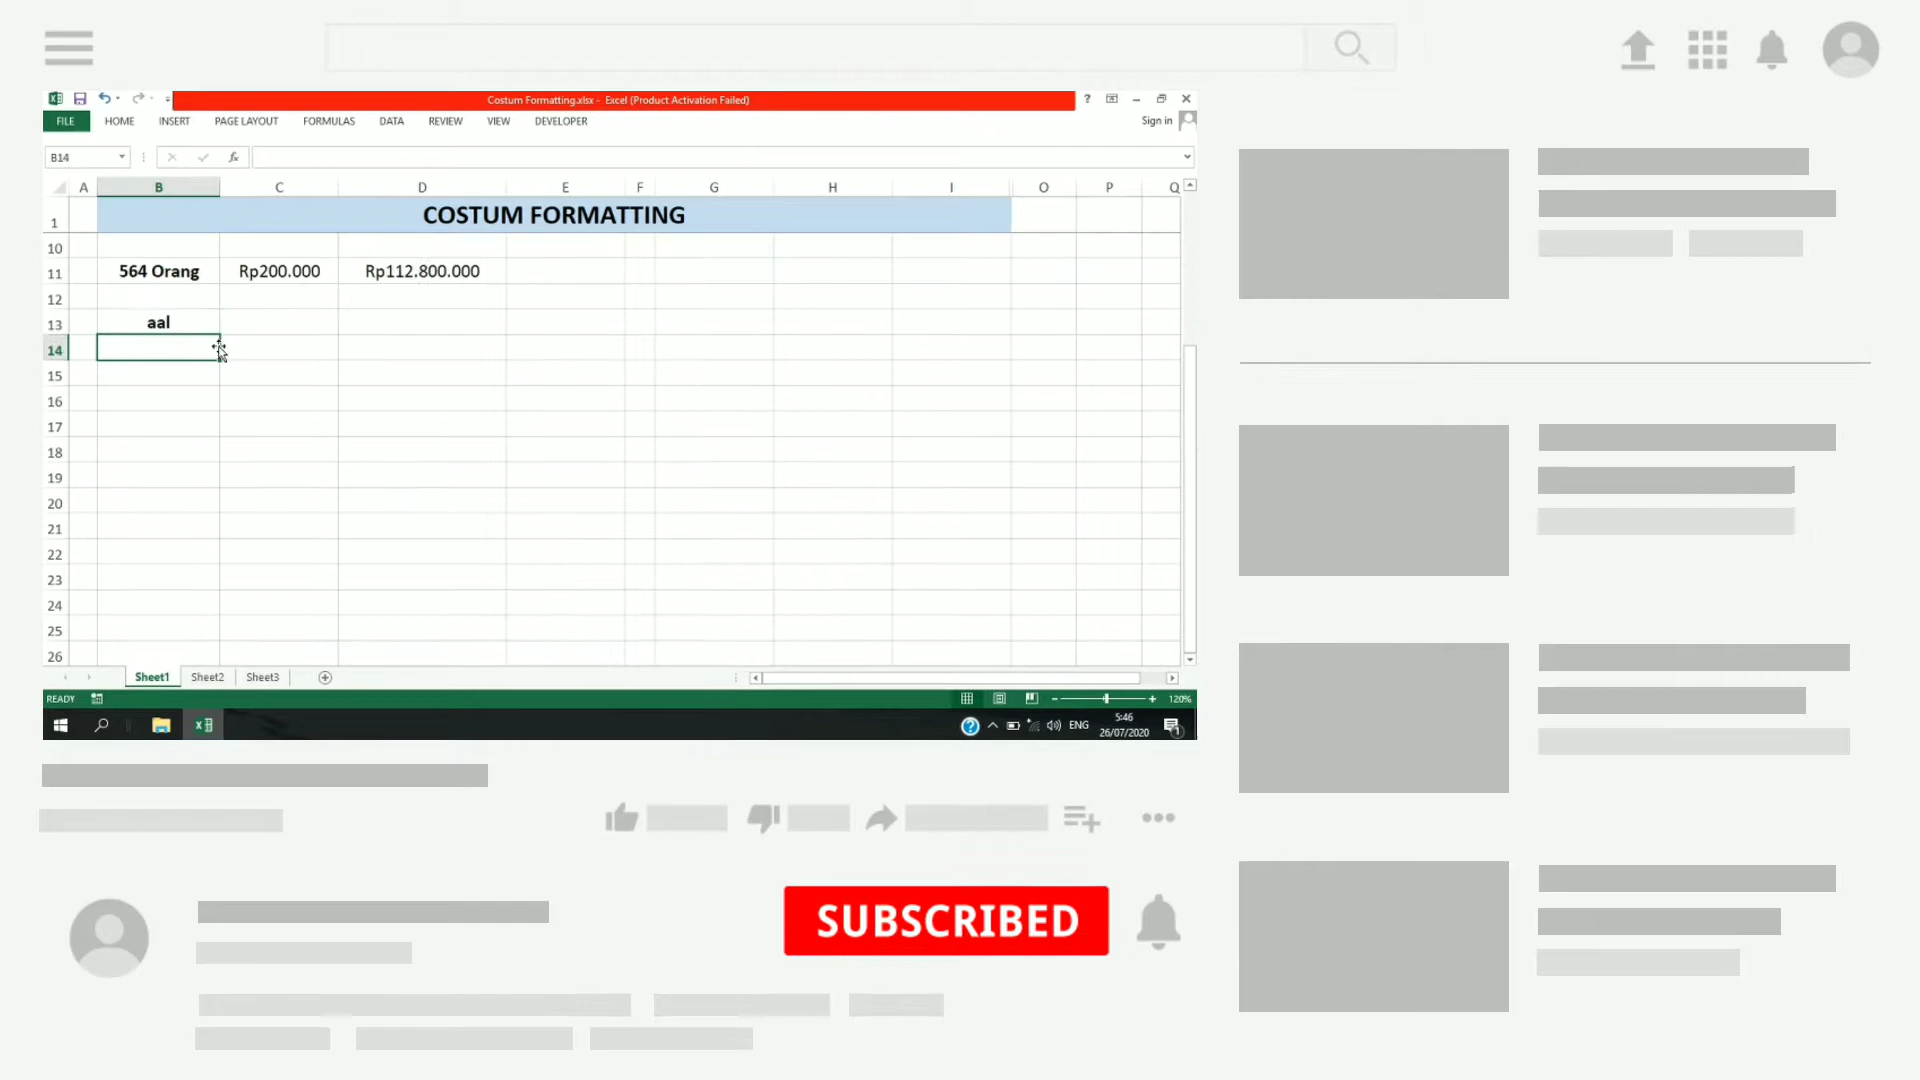 Costum Formatting.xlsx - Excel (Product Activation Failed)
?
FILE HOME INSERT PAGE LAYOUT FORMULAS DATA REVIEW VIEW DEVELOPER Sign in
B14 fx
A B C D E F G H I O P Q
1 COSTUM FORMATTING
10
11 564 Orang Rp200.000 Rp112.800.000
12
13 aal
14
15
16
17
18
19
20
21
22
23
24
25
26
Sheet1 Sheet2 Sheet3
READY 120%
? ENG 5:46
26/07/2020
1
SUBSCRIBED